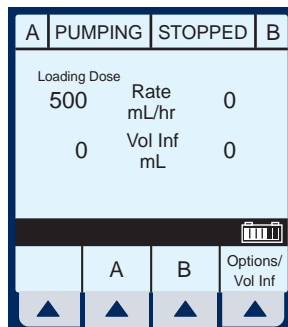 A PUMPING STOPPED B
Loading Dose
500 Rate 0
mL/hr
0 Vol Inf 0
mL
A B Options/
Vol Inf